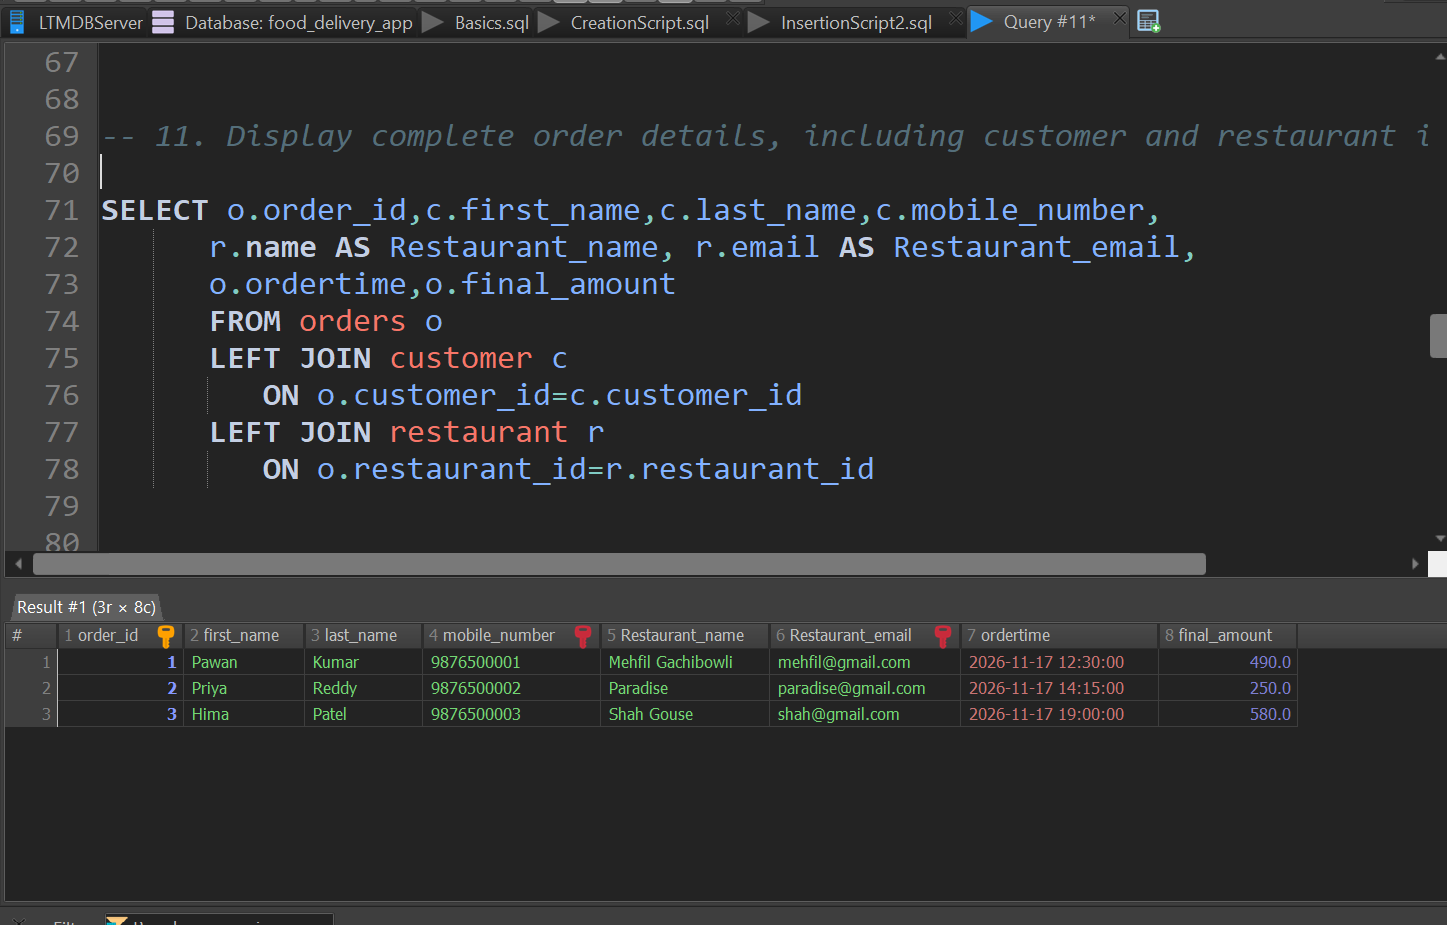 LTMDBServer Database: food_delivery_app Basics.sql CreationScript.sql InsertionScript2.sql Query #11*
67
68
69 -- 11. Display complete order details, including customer and restaurant i
70
71 SELECT o.order_id,c.first_name,c.last_name,c.mobile_number,
72 r.name AS Restaurant_name, r.email AS Restaurant_email,
73 o.ordertime,o.final_amount
74 FROM orders o
75 LEFT JOIN customer c
76 ON o.customer_id=c.customer_id
77 LEFT JOIN restaurant r
78 ON o.restaurant_id=r.restaurant_id
79
80
Result #1 (3r × 8c)
# 1 order_id 2 first_name 3 last_name 4 mobile_number 5 Restaurant_name 6 Restaurant_email 7 ordertime 8 final_amount
1 1 Pawan Kumar 9876500001 Mehfil Gachibowli mehfil@gmail.com 2026-11-17 12:30:00 490.0
2 2 Priya Reddy 9876500002 Paradise paradise@gmail.com 2026-11-17 14:15:00 250.0
3 3 Hima Patel 9876500003 Shah Gouse shah@gmail.com 2026-11-17 19:00:00 580.0